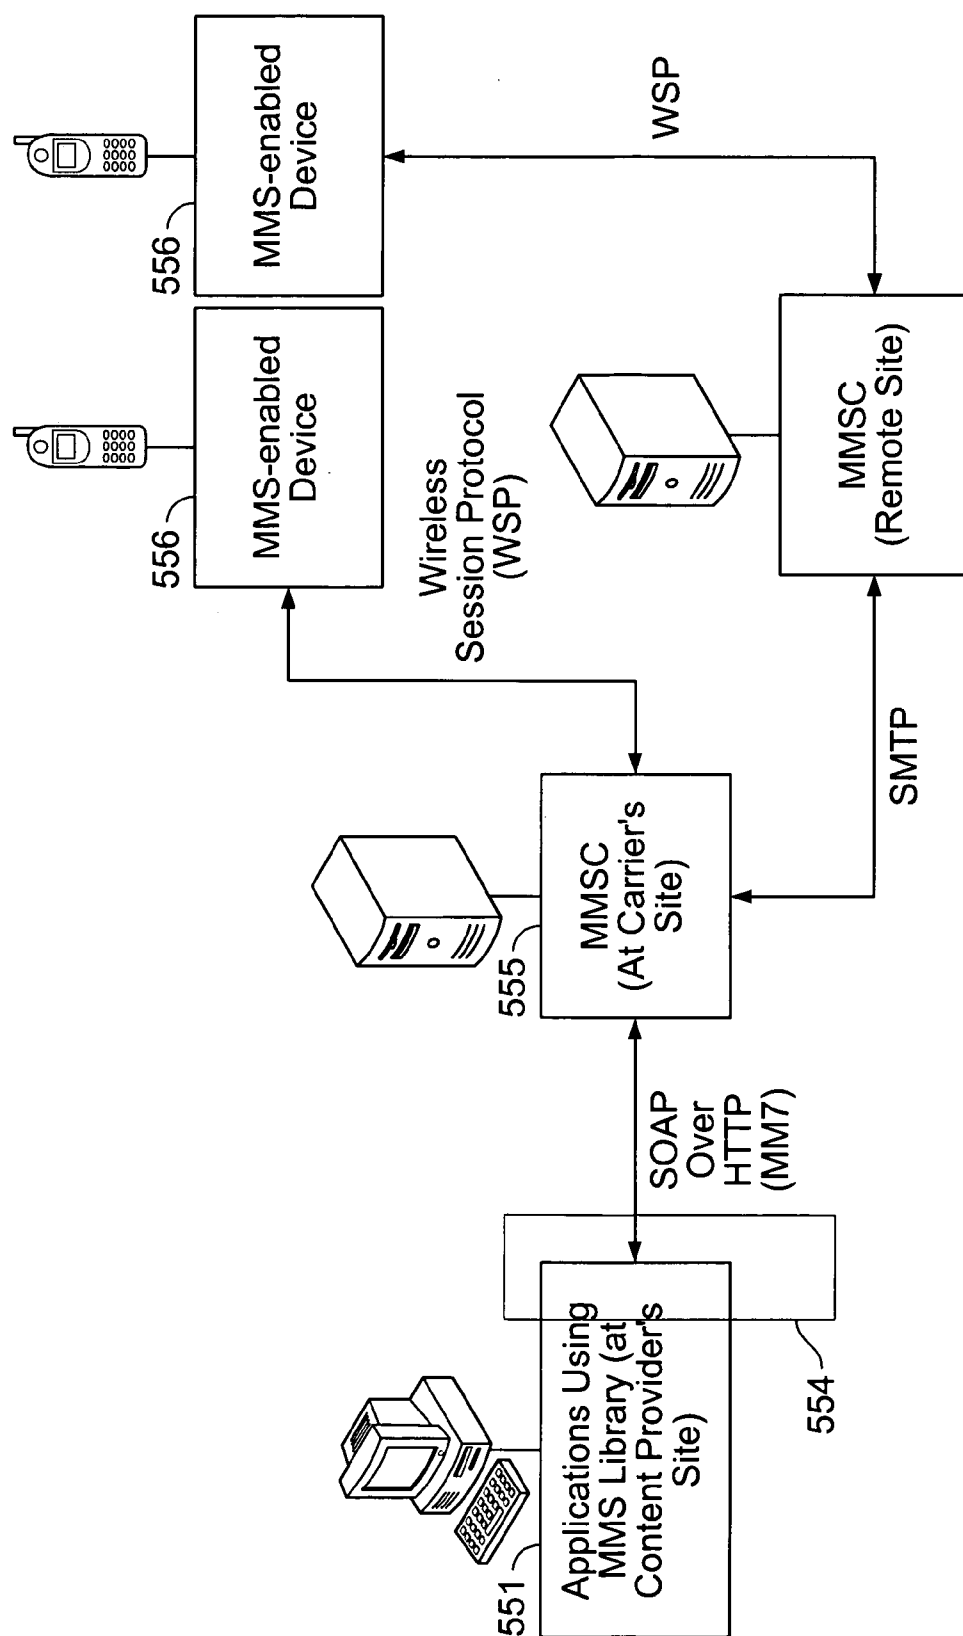 551
Applications Using
MMS Library (at
Content Provider's
Site)
554
SOAP
Over
HTTP
(MM7)
555
MMSC
(At Carrier's
Site)
SMTP
Wireless
Session Protocol
(WSP)
556
MMS-enabled
Device
556
MMS-enabled
Device
MMSC
(Remote Site)
WSP